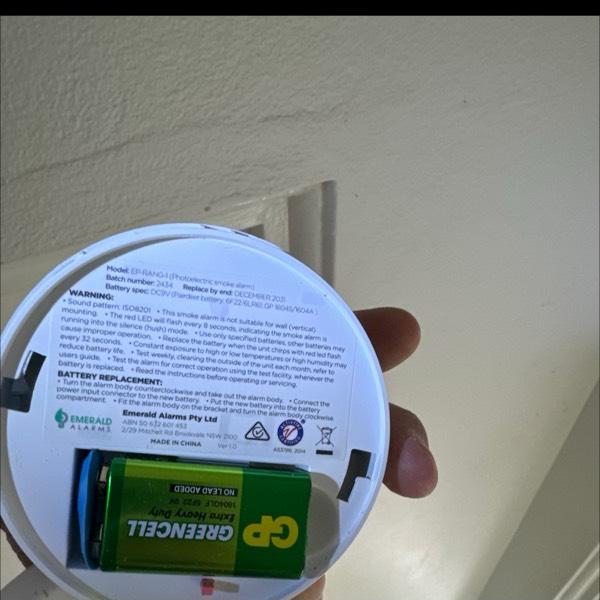 Model: EP-RANG-1 (Photoelectric smoke alarm)
Batch number: 2434 Replace by end: DECEMBER 2031
Battery spec: DC9V (Pairdeer battery: 6F22/6LR61; GP 1604S/1604A )
WARNING:
• Sound pattern: ISO8201 • This smoke alarm is not suitable for wall (vertical)
mounting. • The red LED will flash every 8 seconds, indicating the smoke alarm is
running into the silence (hush) mode. • Use only specified batteries, other batteries may
cause improper operation. • Replace the battery when the unit chirps with red led flash
every 32 seconds. • Constant exposure to high or low temperatures or high humidity may
reduce battery life. • Test weekly, cleaning the outside of the unit each month, refer to
users guide. • Test the alarm for correct operation using the test facility, whenever the
battery is replaced. • Read the instructions before operating or servicing.
BATTERY REPLACEMENT:
• Turn the alarm body counterclockwise and take out the alarm body. • Connect the
power input connector to the new battery. • Put the new battery into the battery
compartment. • Fit the alarm body on the bracket and turn the alarm body clockwise.
EMERALD
ALARMS
Emerald Alarms Pty Ltd
ABN 50 632 601 453
2/29 Mitchell Rd Brookvale NSW 2100
MADE IN CHINA Ver 1.0
AS3786: 2014
GP
GREENCELL
Extra Heavy Duty
1604GLF 6F22 9V
NO LEAD ADDED